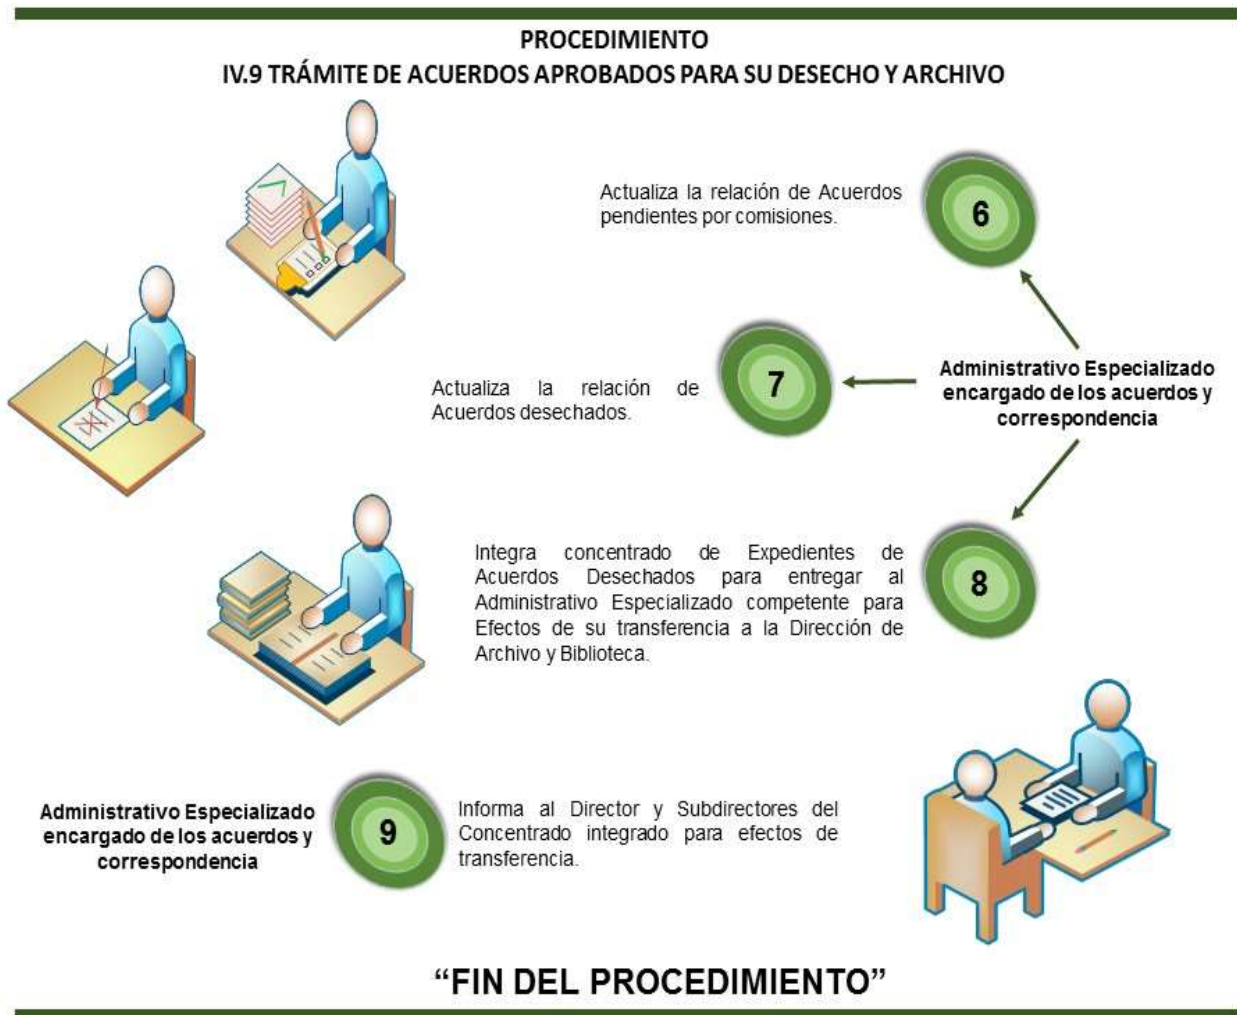 PROCEDIMIENTO
IV.9 TRÁMITE DE ACUERDOS APROBADOS PARA SU DESECHO Y ARCHIVO
Actualiza la relación de Acuerdos
pendientes por comisiones.
6
Actualiza la relación de
Acuerdos desechados.
7
Administrativo Especializado
encargado de los acuerdos y
correspondencia
Integra concentrado de Expedientes de
Acuerdos Desechados para entregar al
Administrativo Especializado competente para
Efectos de su transferencia a la Dirección de
Archivo y Biblioteca.
8
Administrativo Especializado
encargado de los acuerdos y
correspondencia
9
Informa al Director y Subdirectores del
Concentrado integrado para efectos de
transferencia.
“FIN DEL PROCEDIMIENTO”